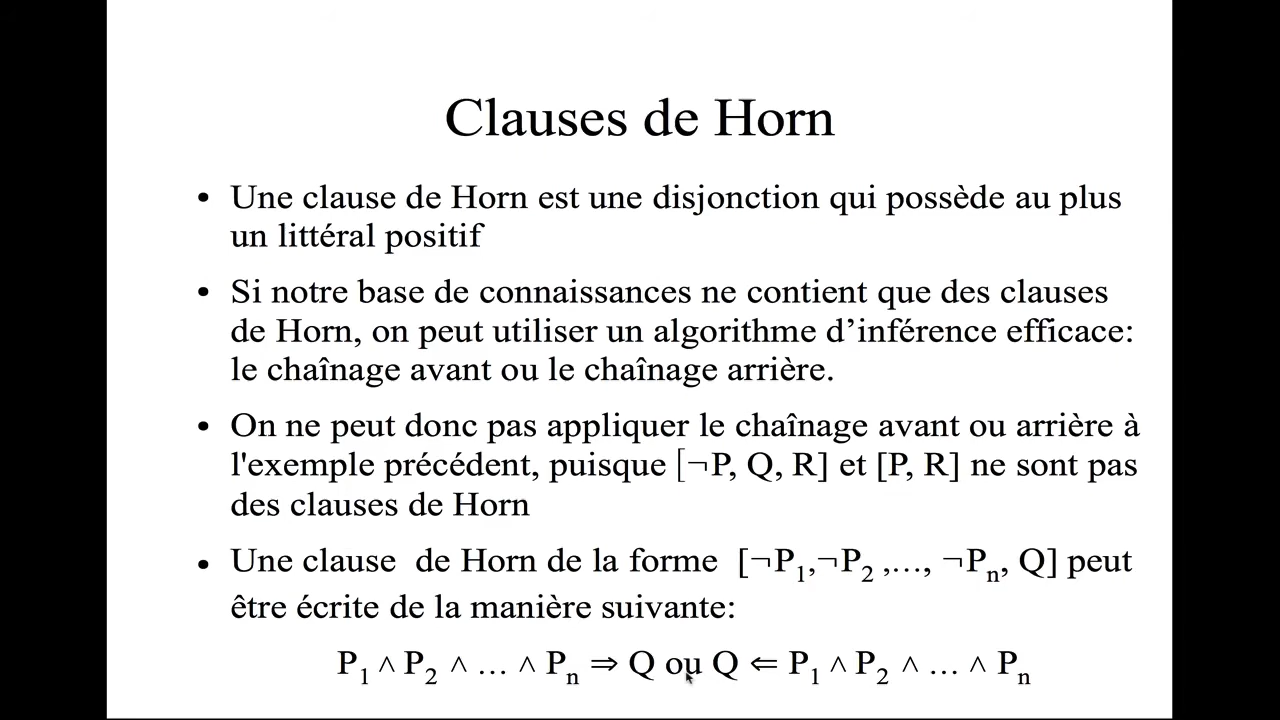 Clauses de Horn
• Une clause de Horn est une disjonction qui possède au plus
un littéral positif
• Si notre base de connaissances ne contient que des clauses
de Horn, on peut utiliser un algorithme d’inférence efficace:
le chaînage avant ou le chaînage arrière.
• On ne peut donc pas appliquer le chaînage avant ou arrière à
l'exemple précédent, puisque [¬P, Q, R] et [P, R] ne sont pas
des clauses de Horn
• Une clause de Horn de la forme [¬P₁,¬P₂ ,…, ¬Pₙ, Q] peut
être écrite de la manière suivante:
P₁ ∧ P₂ ∧ … ∧ Pₙ ⇒ Q ou Q ⇐ P₁ ∧ P₂ ∧ … ∧ Pₙ